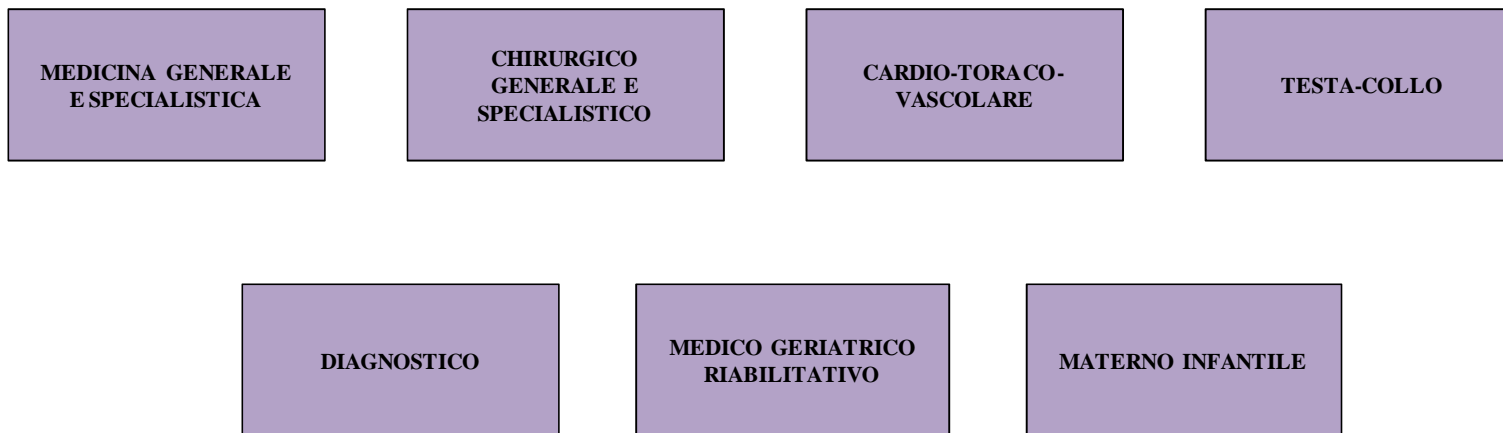 MEDICINA GENERALE
E SPECIALISTICA
CHIRURGICO
GENERALE E
SPECIALISTICO
CARDIO-TORACO-
VASCOLARE
TESTA-COLLO
DIAGNOSTICO
MEDICO GERIATRICO
RIABILITATIVO
MATERNO INFANTILE